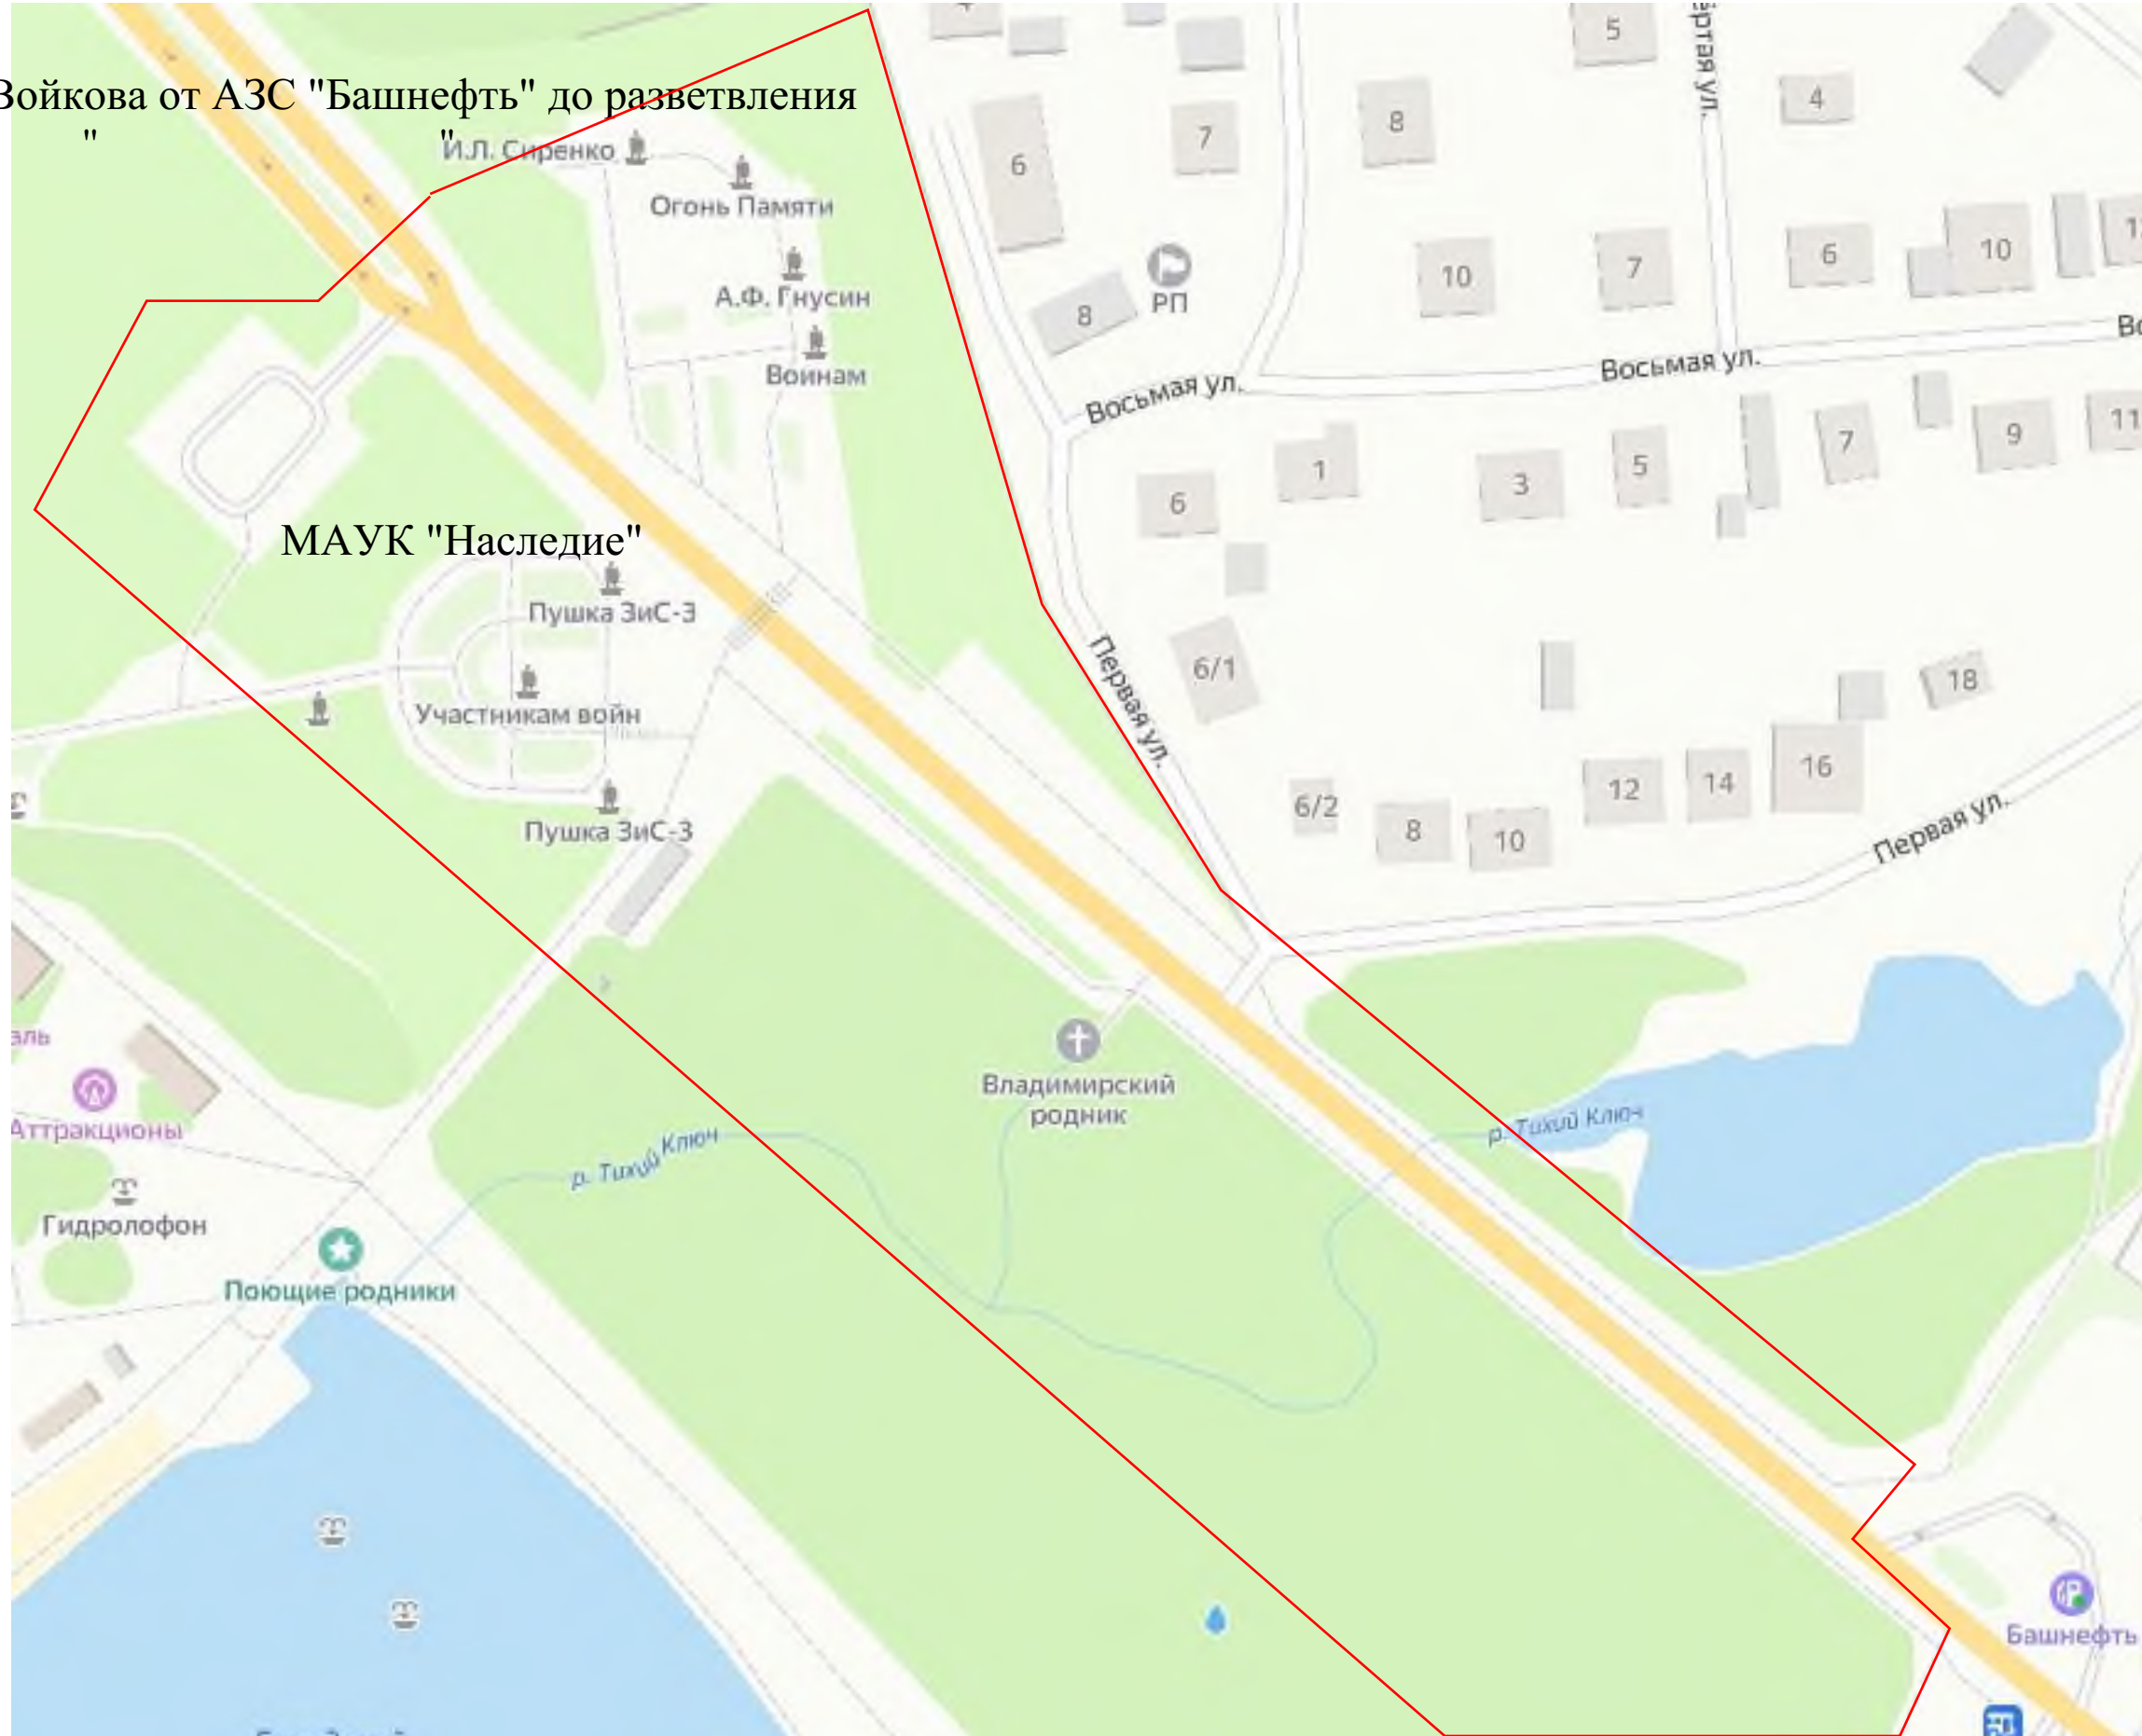 5
4
Войкова от АЗС "Башнефть" до разветвления
" "
И.Л. Сиренко
Огонь Памяти
А.Ф. Гнусин
Воинам
6
7
8
8
РП
10
7
6
10
Восьмая ул.
Восьмая ул.
6
1
3
5
7
9
11
МАУК "Наследие"
Пушка ЗиС-3
Участникам войн
Пушка ЗиС-3
Первая ул.
6/1
6/2
8
10
12
14
16
18
Первая ул.
Владимирский
родник
р. Тихий Ключ
р. Тихий Ключ
Аттракционы
Гидролофон
Поющие родники
Башнефть